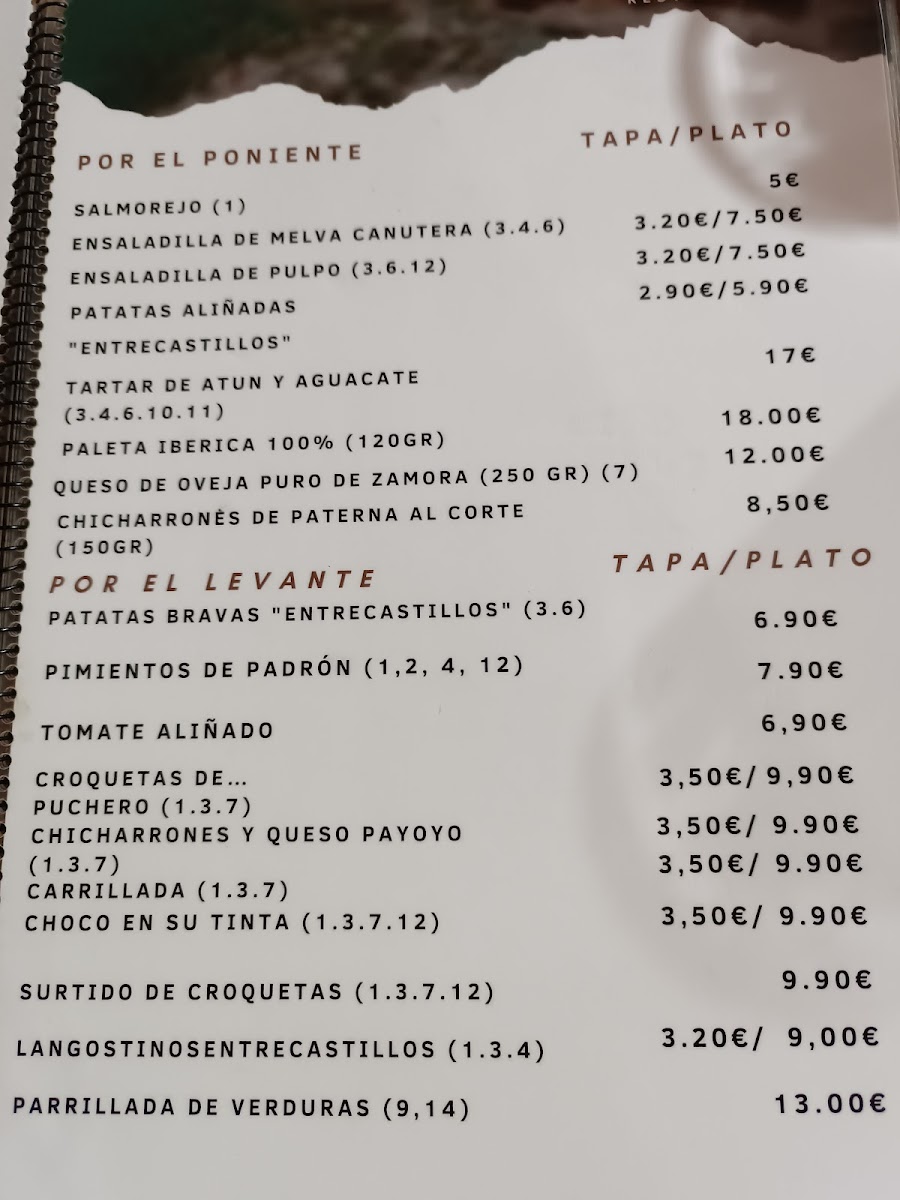 POR EL PONIENTE TAPA/PLATO
SALMOREJO (1) 5€
ENSALADILLA DE MELVA CANUTERA (3.4.6) 3.20€/7.50€
ENSALADILLA DE PULPO (3.6.12) 3.20€/7.50€
PATATAS ALIÑADAS 2.90€/5.90€
"ENTRECASTILLOS"
TARTAR DE ATUN Y AGUACATE 17€
(3.4.6.10.11)
PALETA IBERICA 100% (120GR) 18.00€
QUESO DE OVEJA PURO DE ZAMORA (250 GR) (7) 12.00€
CHICHARRONÈS DE PATERNA AL CORTE 8,50€
(150GR)
POR EL LEVANTE TAPA/PLATO
PATATAS BRAVAS "ENTRECASTILLOS" (3.6) 6.90€
PIMIENTOS DE PADRÓN (1,2, 4, 12) 7.90€
TOMATE ALIÑADO 6,90€
CROQUETAS DE...
PUCHERO (1.3.7) 3,50€/ 9,90€
CHICHARRONES Y QUESO PAYOYO 3,50€/ 9.90€
(1.3.7)
CARRILLADA (1.3.7) 3,50€/ 9.90€
CHOCO EN SU TINTA (1.3.7.12) 3,50€/ 9.90€
SURTIDO DE CROQUETAS (1.3.7.12) 9.90€
LANGOSTINOSENTRECASTILLOS (1.3.4) 3.20€/ 9,00€
PARRILLADA DE VERDURAS (9,14) 13.00€